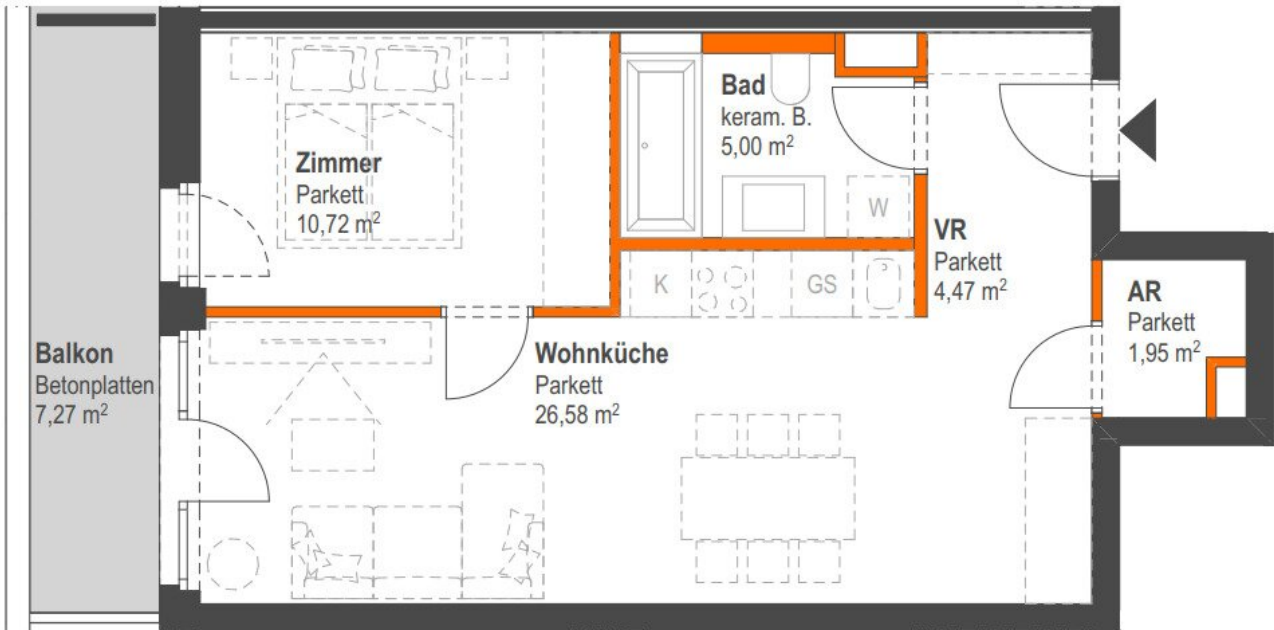 Bad
keram. B.
5,00 m²
Zimmer
Parkett
10,72 m²
W
VR
Parkett
4,47 m²
K
GS
AR
Parkett
1,95 m²
Balkon
Betonplatten
7,27 m²
Wohnküche
Parkett
26,58 m²